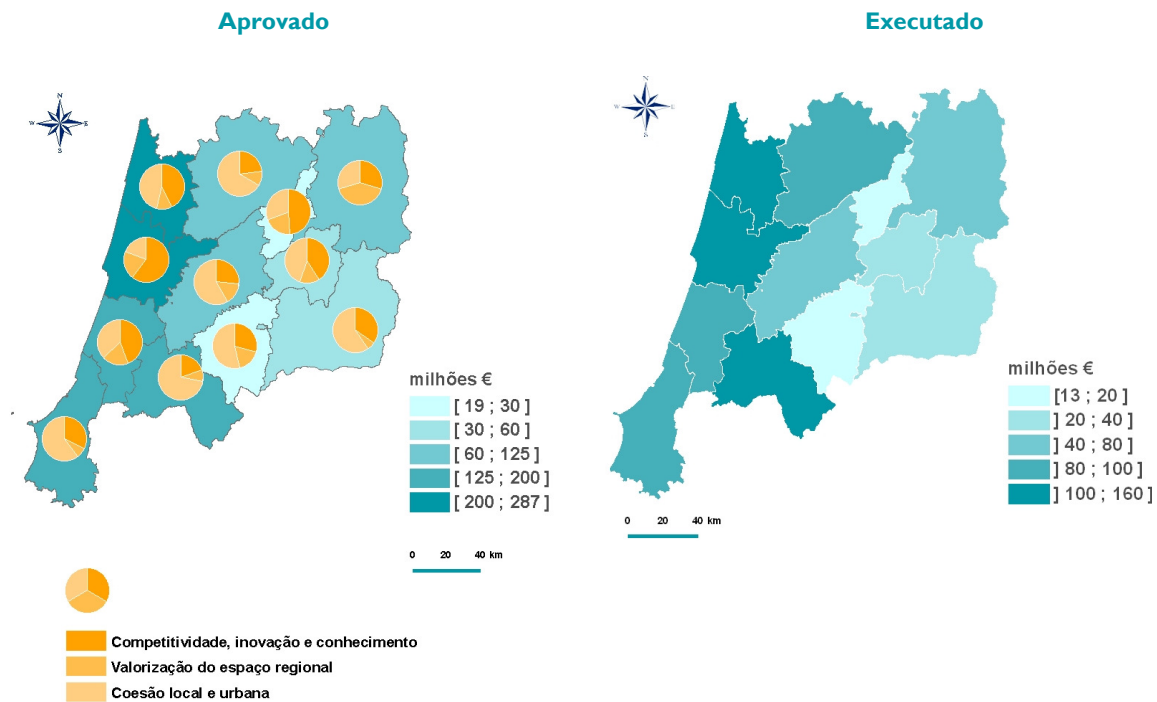 Aprovado
Executado
N
W E
S
N
W E
S
milhões €
[ 19 ; 30 ]
[ 30 ; 60 ]
[ 60 ; 125 ]
[ 125 ; 200 ]
[ 200 ; 287 ]
0 20 40 km
milhões €
[13 ; 20 ]
] 20 ; 40 ]
] 40 ; 80 ]
] 80 ; 100 ]
] 100 ; 160 ]
0 20 40 km
Competitividade, inovação e conhecimento
Valorização do espaço regional
Coesão local e urbana